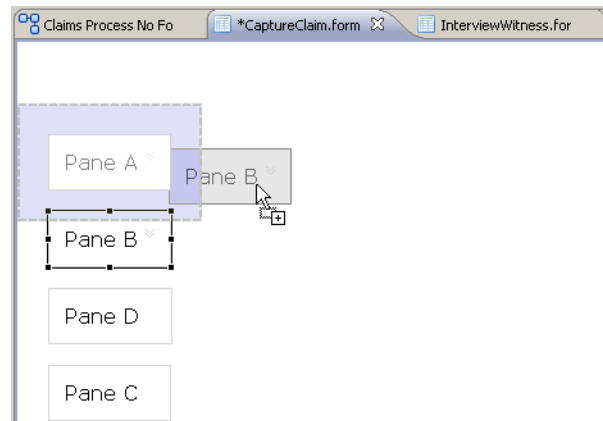 Claims Process No Fo
*CaptureClaim.form
InterviewWitness.for
Pane A
Pane B
Pane B
Pane D
Pane C